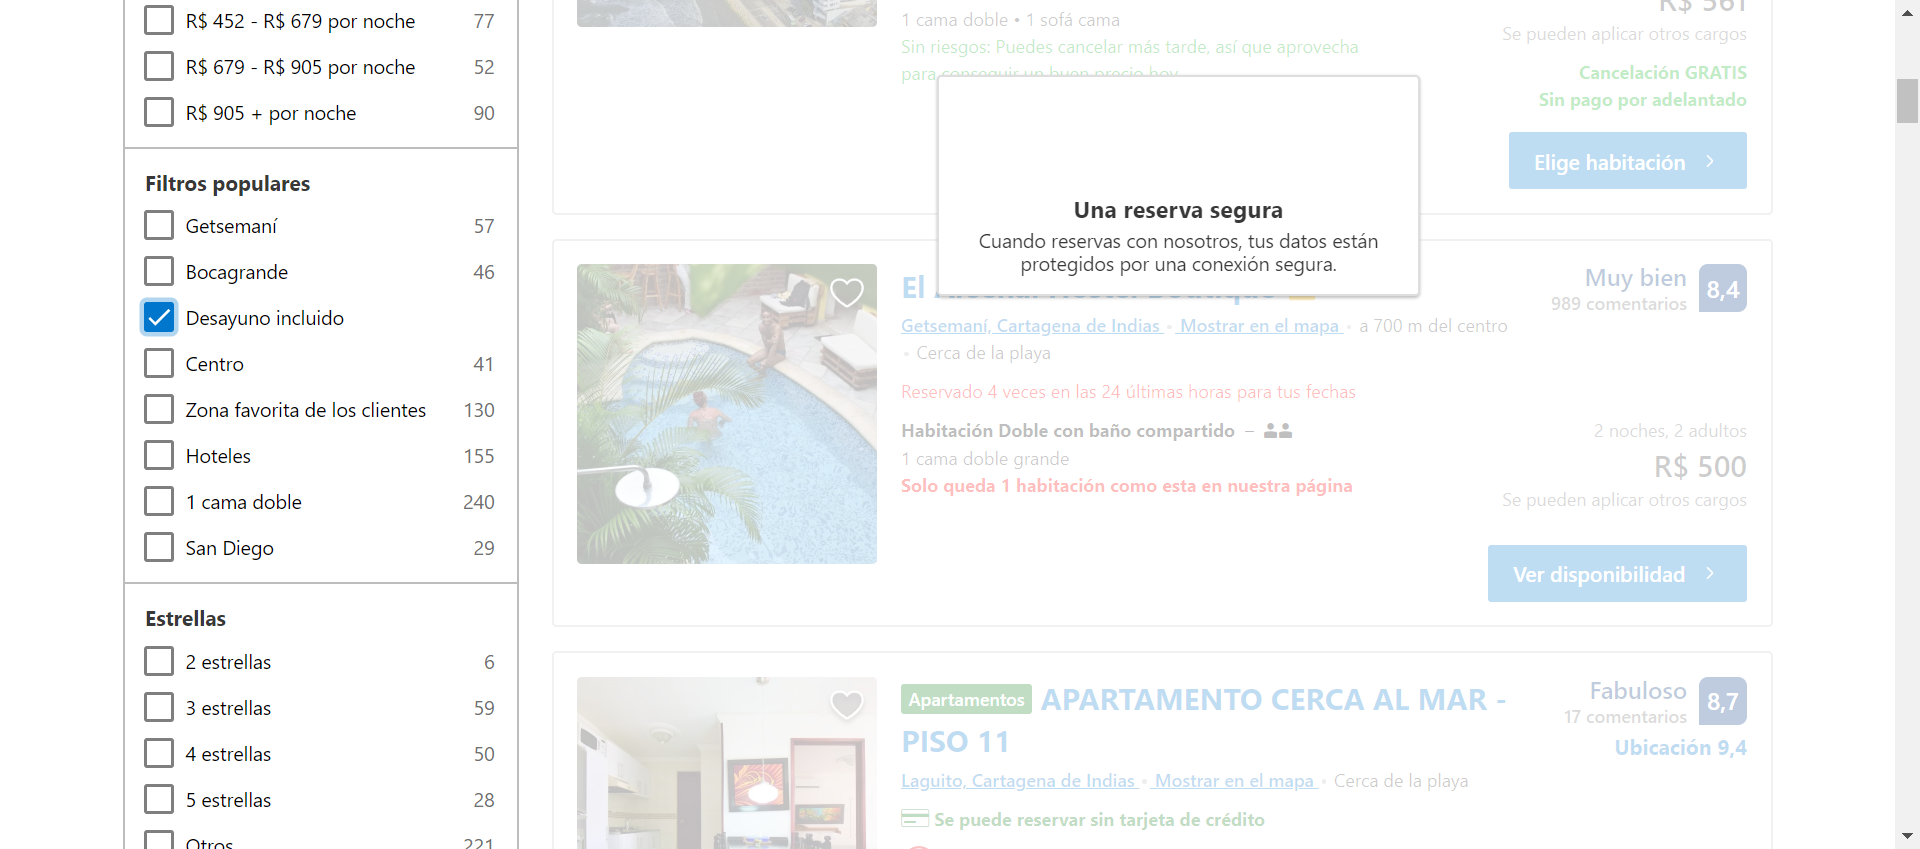 R$ 452 - R$ 679 por noche 77
R$ 679 - R$ 905 por noche 52
R$ 905 + por noche 90
Filtros populares
Getsemaní 57
Bocagrande 46
Desayuno incluido
Centro 41
Zona favorita de los clientes 130
Hoteles 155
1 cama doble 240
San Diego 29
Estrellas
2 estrellas 6
3 estrellas 59
4 estrellas 50
5 estrellas 28
Otros 221
R$ 561
1 cama doble • 1 sofá cama
Se pueden aplicar otros cargos
Sin riesgos: Puedes cancelar más tarde, así que aprovecha
para conseguir un buen precio hoy
Cancelación GRATIS
Sin pago por adelantado
Elige habitación
Una reserva segura
Cuando reservas con nosotros, tus datos están
protegidos por una conexión segura.
El
Muy bien 8,4
989 comentarios
Getsemaní, Cartagena de Indias • Mostrar en el mapa • a 700 m del centro
• Cerca de la playa
Reservado 4 veces en las 24 últimas horas para tus fechas
Habitación Doble con baño compartido –
1 cama doble grande
Solo queda 1 habitación como esta en nuestra página
2 noches, 2 adultos
R$ 500
Se pueden aplicar otros cargos
Ver disponibilidad
Apartamentos APARTAMENTO CERCA AL MAR -
PISO 11
Fabuloso 8,7
17 comentarios
Ubicación 9,4
Laguito, Cartagena de Indias • Mostrar en el mapa • Cerca de la playa
Se puede reservar sin tarjeta de crédito